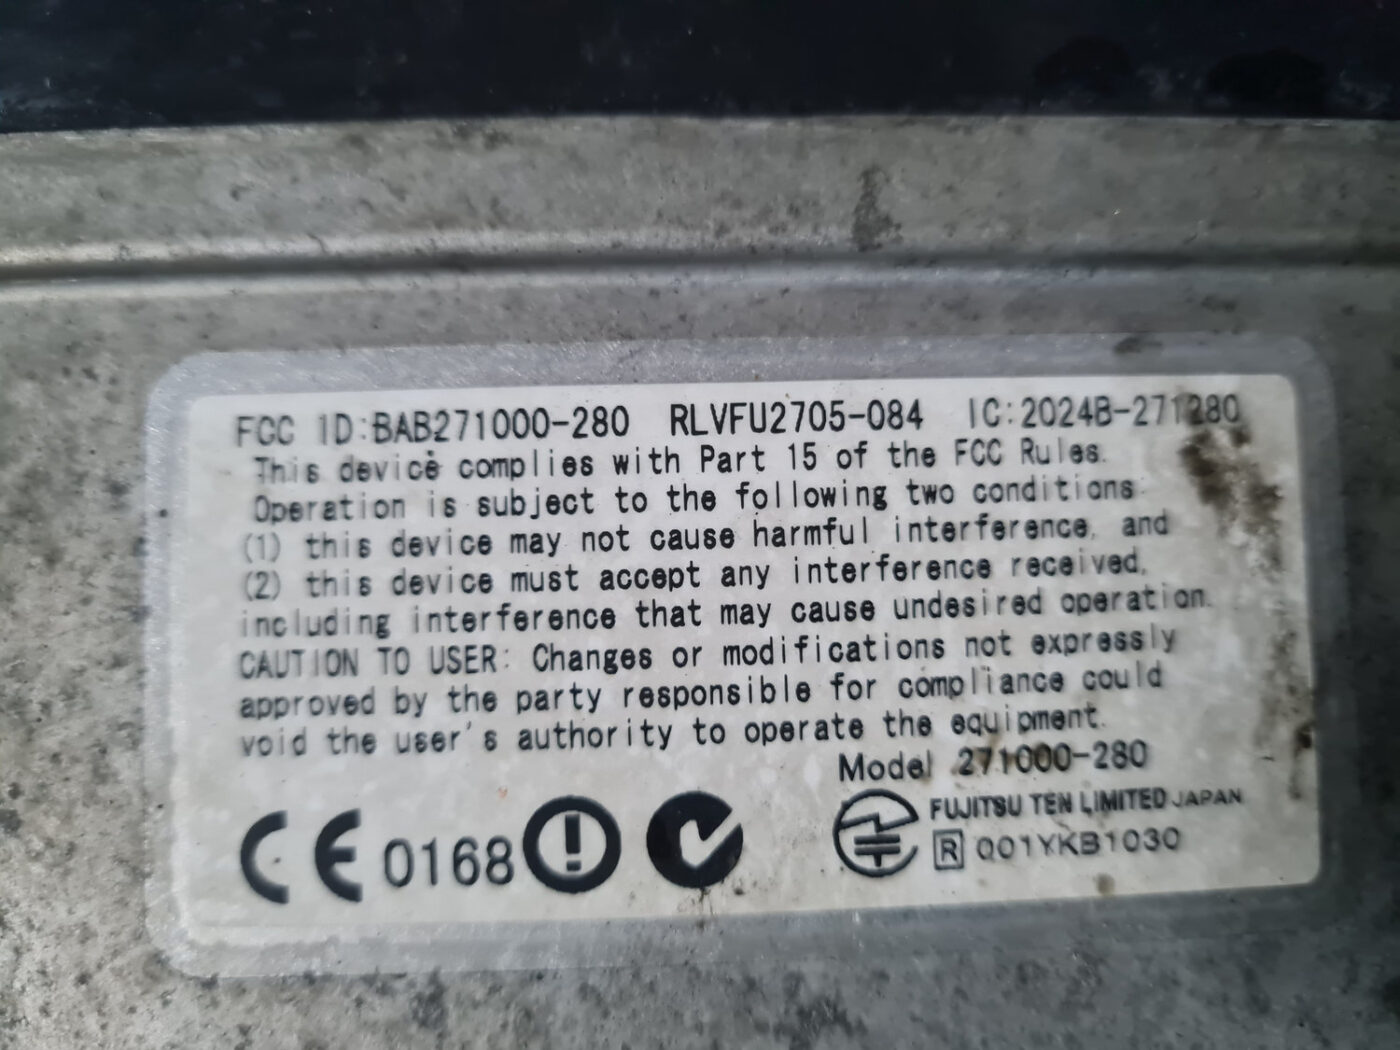 FCC ID:BAB271000-280 RLVFU2705-084 IC:2024B-271280
This device complies with Part 15 of the FCC Rules.
Operation is subject to the following two conditions
(1) this device may not cause harmful interference, and
(2) this device must accept any interference received,
including interference that may cause undesired operation.
CAUTION TO USER: Changes or modifications not expressly
approved by the party responsible for compliance could
void the user's authority to operate the equipment.
Model 271000-280
CE 0168
FUJITSU TEN LIMITED JAPAN
R 001YKB1030